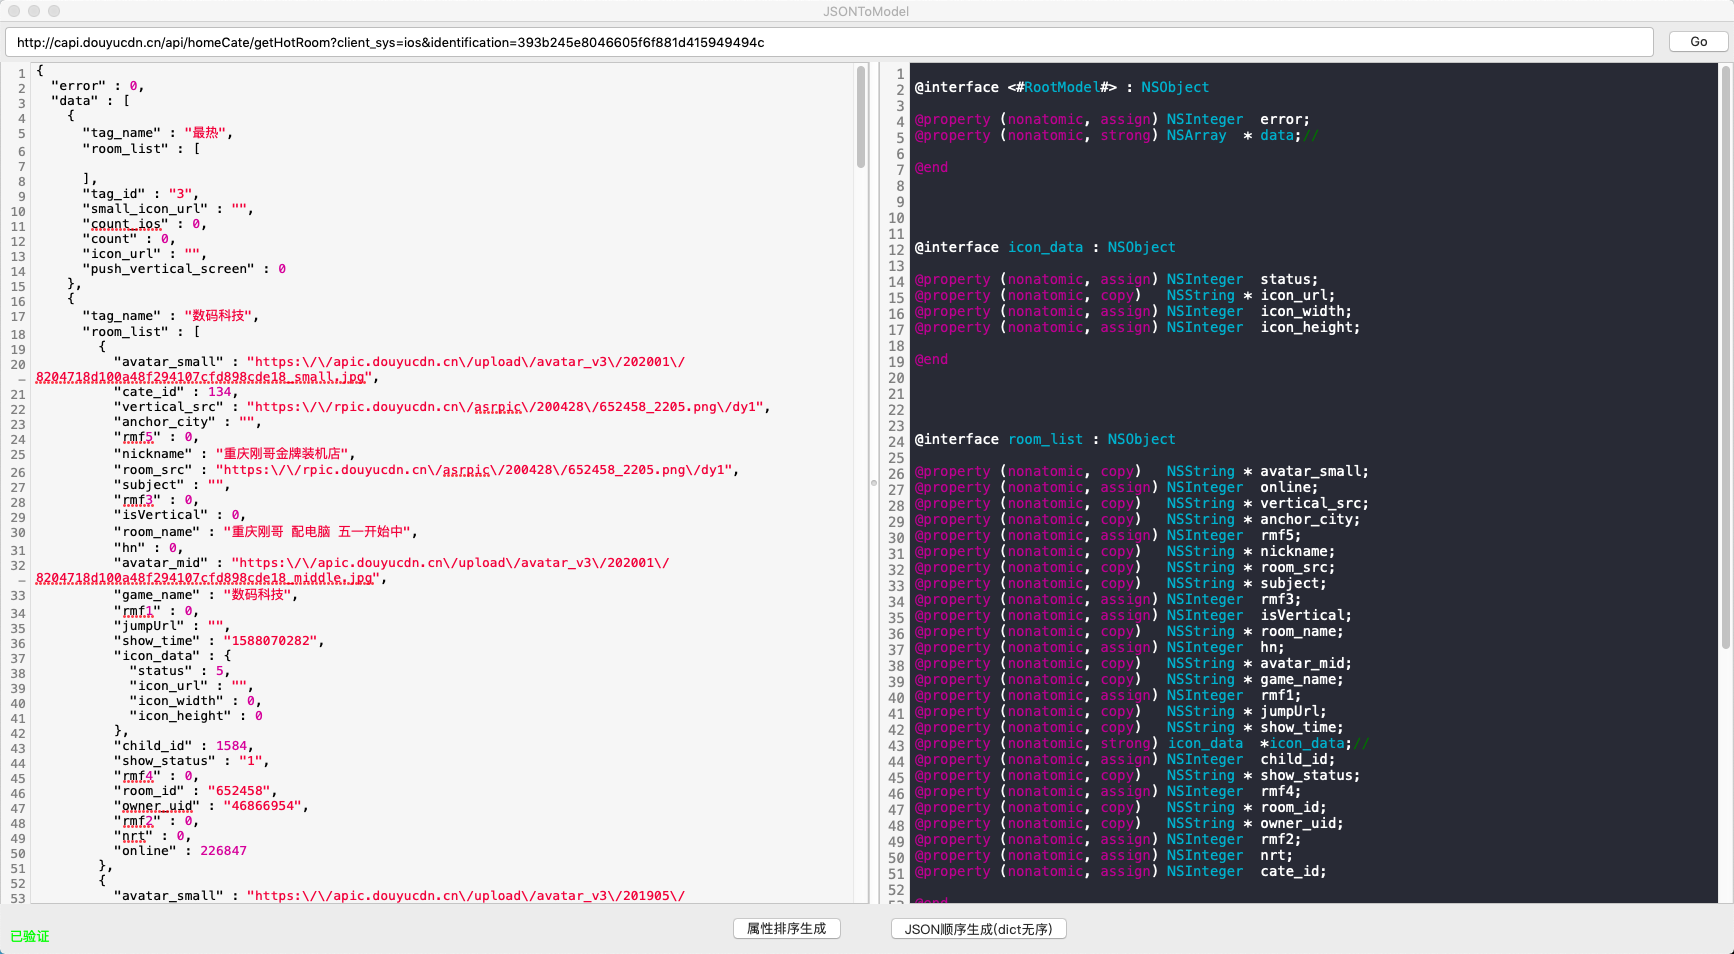 JSONToModel
http://capi.douyucdn.cn/api/homeCate/getHotRoom?client_sys=ios&identification=393b245e8046605f6f881d415949494c
Go
1 {
2 "error" : 0,
3 "data" : [
4 {
5 "tag_name" : "最热",
6 "room_list" : [
7
8 ],
9 "tag_id" : "3",
10 "small_icon_url" : "",
11 "count_ios" : 0,
12 "count" : 0,
13 "icon_url" : "",
14 "push_vertical_screen" : 0
15 },
16 {
17 "tag_name" : "数码科技",
18 "room_list" : [
19 {
20 "avatar_small" : "https:\/\/apic.douyucdn.cn\/upload\/avatar_v3\/202001\/
– 8204718d100a48f294107cfd898cde18_small.jpg",
21 "cate_id" : 134,
22 "vertical_src" : "https:\/\/rpic.douyucdn.cn\/asrpic\/200428\/652458_2205.png\/dy1",
23 "anchor_city" : "",
24 "rmf5" : 0,
25 "nickname" : "重庆刚哥金牌装机店",
26 "room_src" : "https:\/\/rpic.douyucdn.cn\/asrpic\/200428\/652458_2205.png\/dy1",
27 "subject" : "",
28 "rmf3" : 0,
29 "isVertical" : 0,
30 "room_name" : "重庆刚哥 配电脑 五一开始中",
31 "hn" : 0,
32 "avatar_mid" : "https:\/\/apic.douyucdn.cn\/upload\/avatar_v3\/202001\/
– 8204718d100a48f294107cfd898cde18_middle.jpg",
33 "game_name" : "数码科技",
34 "rmf1" : 0,
35 "jumpUrl" : "",
36 "show_time" : "1588070282",
37 "icon_data" : {
38 "status" : 5,
39 "icon_url" : "",
40 "icon_width" : 0,
41 "icon_height" : 0
42 },
43 "child_id" : 1584,
44 "show_status" : "1",
45 "rmf4" : 0,
46 "room_id" : "652458",
47 "owner_uid" : "46866954",
48 "rmf2" : 0,
49 "nrt" : 0,
50 "online" : 226847
51 },
52 {
53 "avatar_small" : "https:\/\/apic.douyucdn.cn\/upload\/avatar_v3\/201905\/
1
2 @interface <#RootModel#> : NSObject
3
4 @property (nonatomic, assign) NSInteger error;
5 @property (nonatomic, strong) NSArray * data;//
6
7 @end
8
9
10
11
12 @interface icon_data : NSObject
13
14 @property (nonatomic, assign) NSInteger status;
15 @property (nonatomic, copy) NSString * icon_url;
16 @property (nonatomic, assign) NSInteger icon_width;
17 @property (nonatomic, assign) NSInteger icon_height;
18
19 @end
20
21
22
23
24 @interface room_list : NSObject
25
26 @property (nonatomic, copy) NSString * avatar_small;
27 @property (nonatomic, assign) NSInteger online;
28 @property (nonatomic, copy) NSString * vertical_src;
29 @property (nonatomic, copy) NSString * anchor_city;
30 @property (nonatomic, assign) NSInteger rmf5;
31 @property (nonatomic, copy) NSString * nickname;
32 @property (nonatomic, copy) NSString * room_src;
33 @property (nonatomic, copy) NSString * subject;
34 @property (nonatomic, assign) NSInteger rmf3;
35 @property (nonatomic, assign) NSInteger isVertical;
36 @property (nonatomic, copy) NSString * room_name;
37 @property (nonatomic, assign) NSInteger hn;
38 @property (nonatomic, copy) NSString * avatar_mid;
39 @property (nonatomic, copy) NSString * game_name;
40 @property (nonatomic, assign) NSInteger rmf1;
41 @property (nonatomic, copy) NSString * jumpUrl;
42 @property (nonatomic, copy) NSString * show_time;
43 @property (nonatomic, strong) icon_data *icon_data;//
44 @property (nonatomic, assign) NSInteger child_id;
45 @property (nonatomic, copy) NSString * show_status;
46 @property (nonatomic, assign) NSInteger rmf4;
47 @property (nonatomic, copy) NSString * room_id;
48 @property (nonatomic, copy) NSString * owner_uid;
49 @property (nonatomic, assign) NSInteger rmf2;
50 @property (nonatomic, assign) NSInteger nrt;
51 @property (nonatomic, assign) NSInteger cate_id;
52
53 @end
已验证
属性排序生成
JSON顺序生成(dict无序)